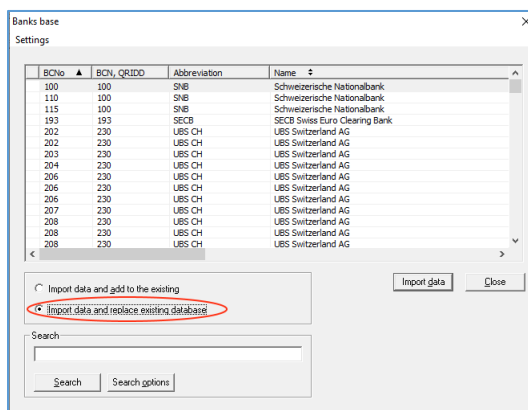 Banks base
Settings
BCNo BCN, QRIDD Abbreviation Name
100 100 SNB Schweizerische Nationalbank
110 100 SNB Schweizerische Nationalbank
115 100 SNB Schweizerische Nationalbank
193 193 SECB SECB Swiss Euro Clearing Bank
202 230 UBS CH UBS Switzerland AG
202 230 UBS CH UBS Switzerland AG
203 230 UBS CH UBS Switzerland AG
204 230 UBS CH UBS Switzerland AG
206 230 UBS CH UBS Switzerland AG
206 230 UBS CH UBS Switzerland AG
206 230 UBS CH UBS Switzerland AG
207 230 UBS CH UBS Switzerland AG
208 230 UBS CH UBS Switzerland AG
208 230 UBS CH UBS Switzerland AG
208 230 UBS CH UBS Switzerland AG
Import data and add to the existing
Import data and replace existing database
Import data Close
Search
Search Search options